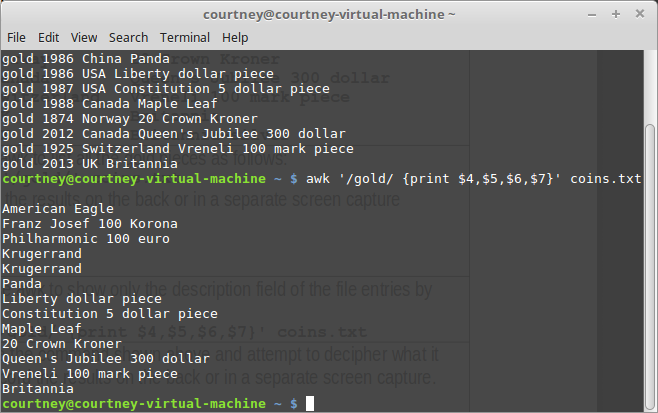 courtney@courtney-virtual-machine ~
File Edit View Search Terminal Help
gold 1986 China Panda
gold 1986 USA Liberty dollar piece
gold 1987 USA Constitution 5 dollar piece
gold 1988 Canada Maple Leaf
gold 1874 Norway 20 Crown Kroner
gold 2012 Canada Queen's Jubilee 300 dollar
gold 1925 Switzerland Vreneli 100 mark piece
gold 2013 UK Britannia
courtney@courtney-virtual-machine ~ $ awk '/gold/ {print $4,$5,$6,$7}' coins.txt
American Eagle
Franz Josef 100 Korona
Philharmonic 100 euro
Krugerrand
Krugerrand
Panda
Liberty dollar piece
Constitution 5 dollar piece
Maple Leaf
20 Crown Kroner
Queen's Jubilee 300 dollar
Vreneli 100 mark piece
Britannia
courtney@courtney-virtual-machine ~ $